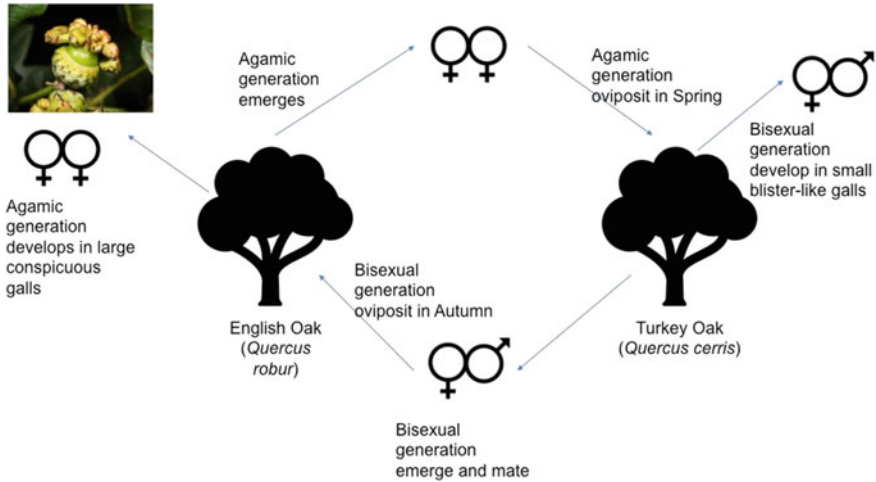 Agamic
generation
emerges
Agamic
generation
oviposit in Spring
Bisexual
generation
develop in small
blister-like galls
Agamic
generation
develops in large
conspicuous
galls
Bisexual
generation
oviposit in Autumn
English Oak
(Quercus
robur)
Turkey Oak
(Quercus cerris)
Bisexual
generation
emerge and mate